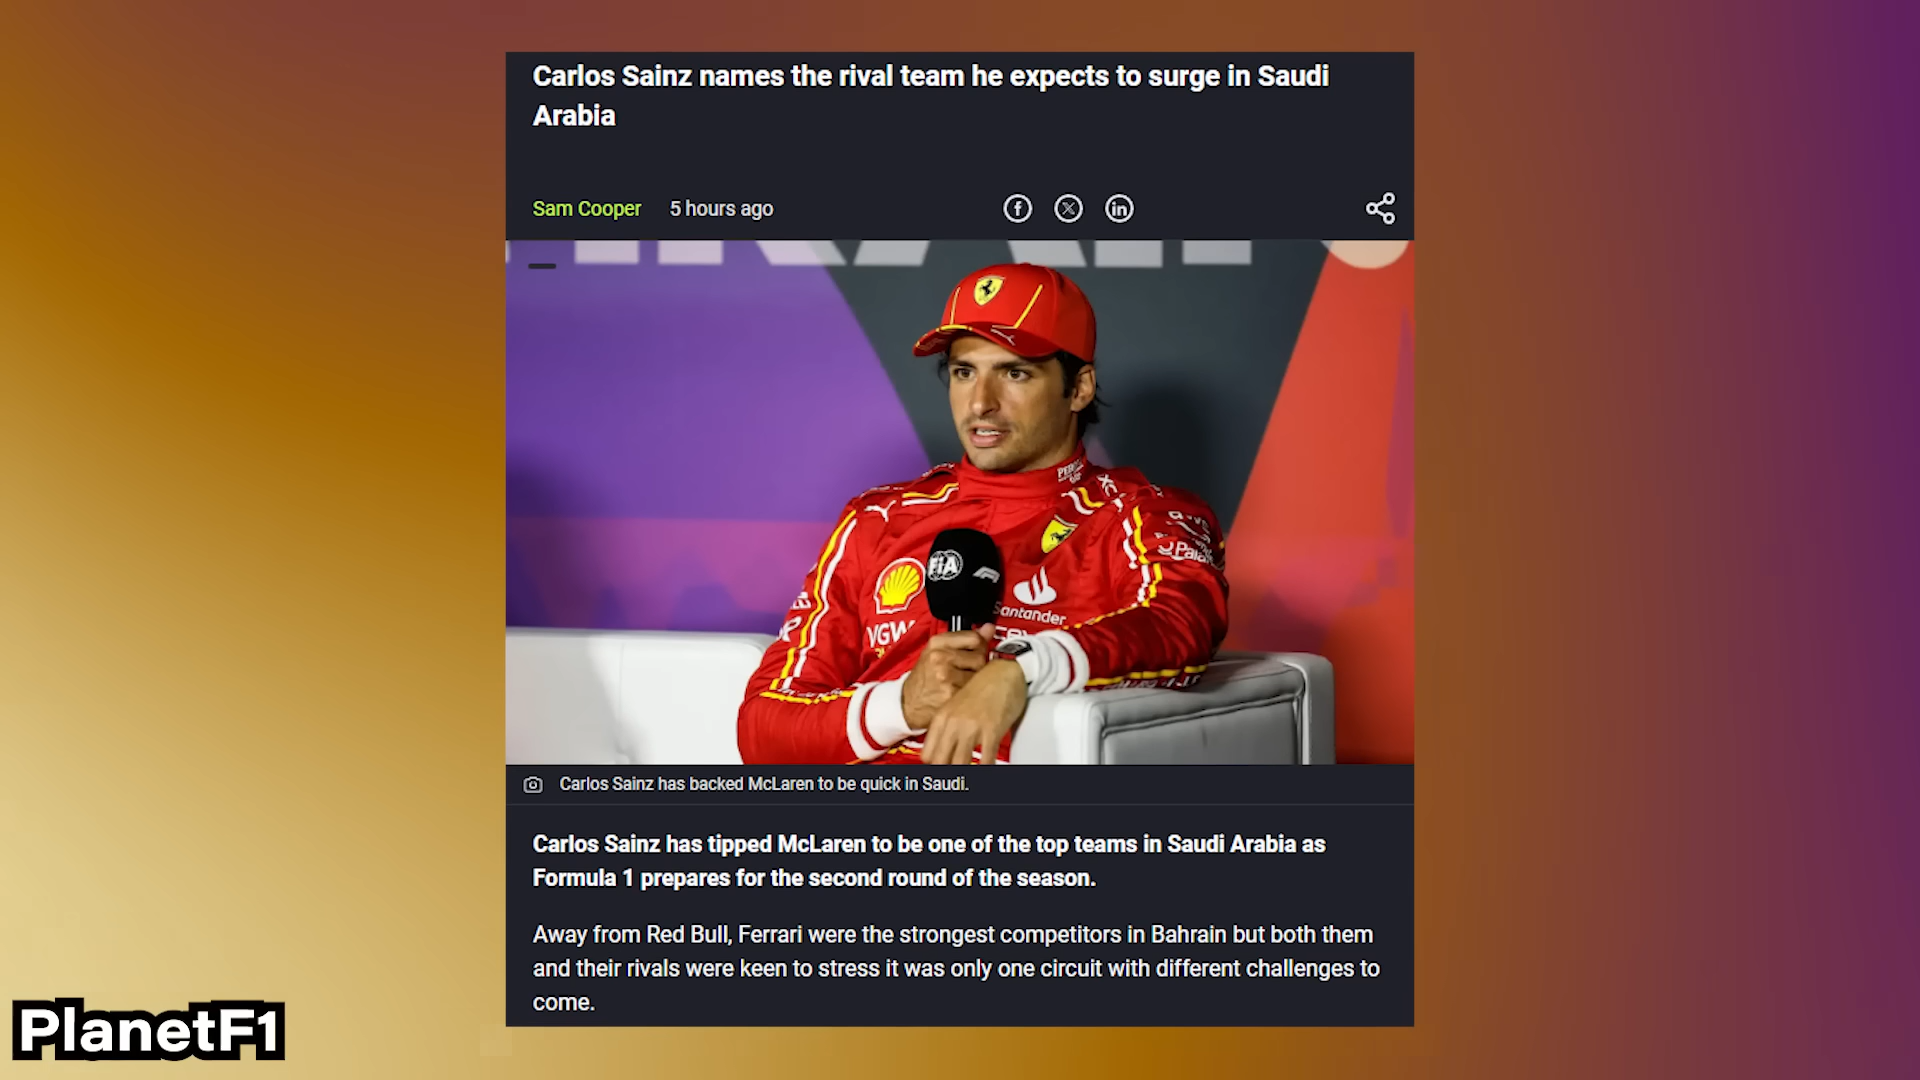 Carlos Sainz names the rival team he expects to surge in Saudi
Arabia
Sam Cooper 5 hours ago
FIA
Santander
VGW
Carlos Sainz has backed McLaren to be quick in Saudi.
Carlos Sainz has tipped McLaren to be one of the top teams in Saudi Arabia as
Formula 1 prepares for the second round of the season.
Away from Red Bull, Ferrari were the strongest competitors in Bahrain but both them
and their rivals were keen to stress it was only one circuit with different challenges to
come.
PlanetF1